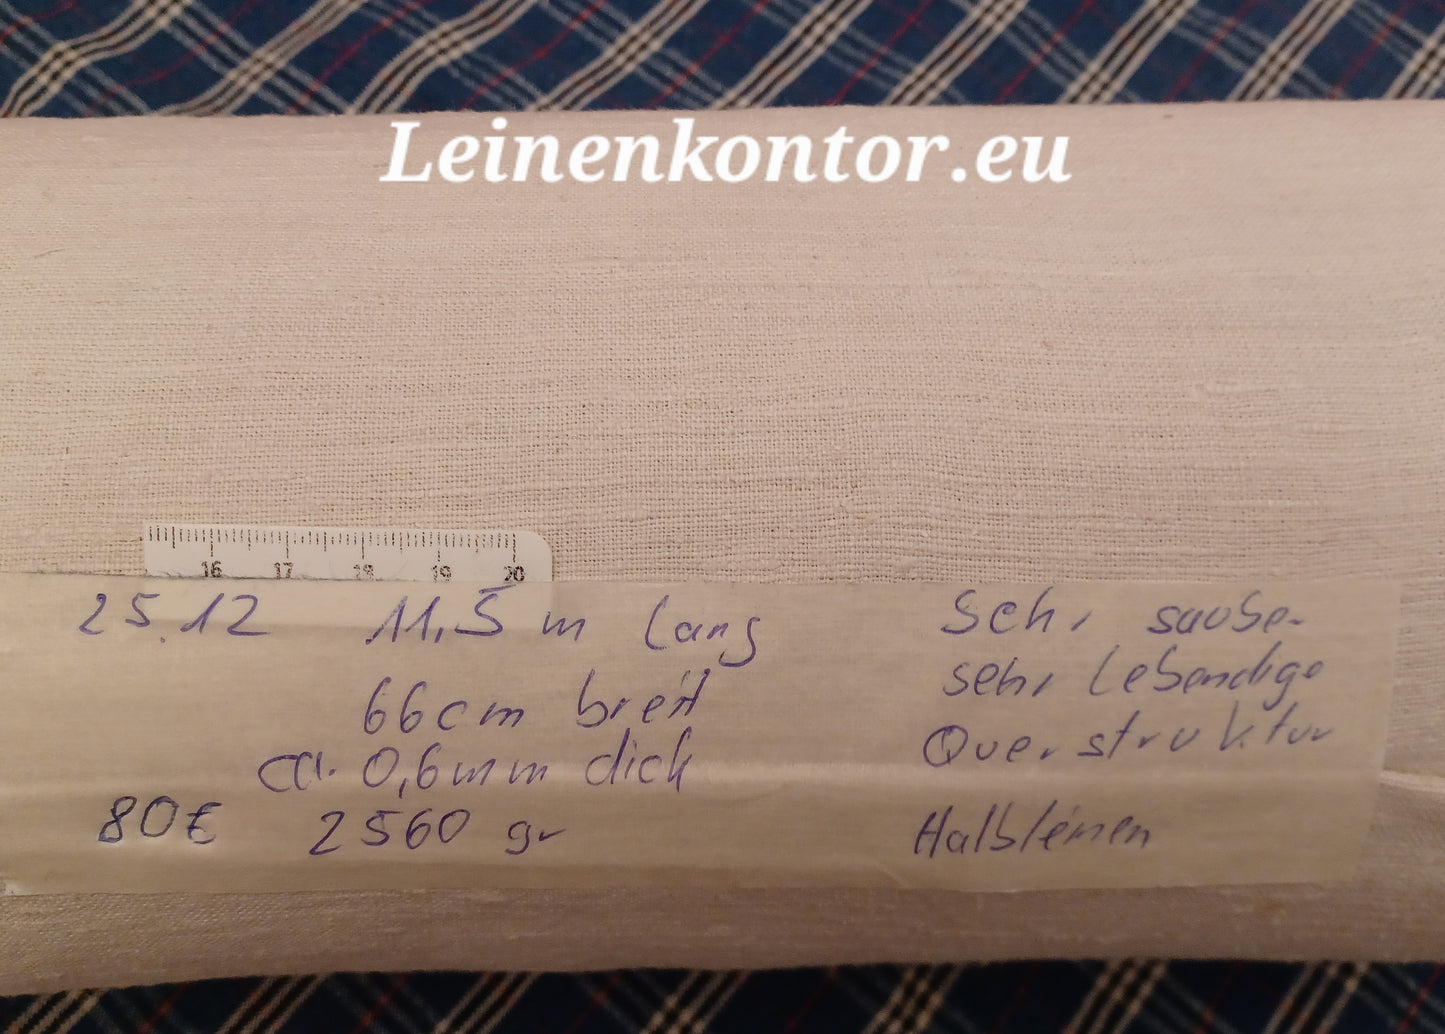 Leinenkontor.eu
16 17 18 19 20
25.12 11,5 m lang
66cm breit
ca. 0,6mm dick
80€ 2560 gr
Sehr sauber
sehr lebendige
Querstruktur
Halbleinen